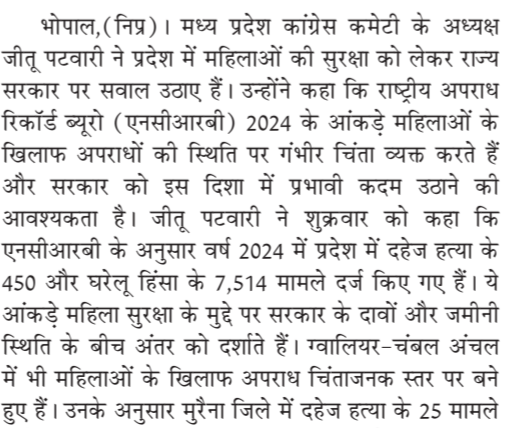 भोपाल,(निप्र)। मध्य प्रदेश कांग्रेस कमेटी के अध्यक्ष
जीतू पटवारी ने प्रदेश में महिलाओं की सुरक्षा को लेकर राज्य
सरकार पर सवाल उठाए हैं। उन्होंने कहा कि राष्ट्रीय अपराध
रिकॉर्ड ब्यूरो (एनसीआरबी) 2024 के आंकड़े महिलाओं के
खिलाफ अपराधों की स्थिति पर गंभीर चिंता व्यक्त करते हैं
और सरकार को इस दिशा में प्रभावी कदम उठाने की
आवश्यकता है। जीतू पटवारी ने शुक्रवार को कहा कि
एनसीआरबी के अनुसार वर्ष 2024 में प्रदेश में दहेज हत्या के
450 और घरेलू हिंसा के 7,514 मामले दर्ज किए गए हैं। ये
आंकड़े महिला सुरक्षा के मुद्दे पर सरकार के दावों और जमीनी
स्थिति के बीच अंतर को दर्शाते हैं। ग्वालियर-चंबल अंचल
में भी महिलाओं के खिलाफ अपराध चिंताजनक स्तर पर बने
हुए हैं। उनके अनुसार मुरैना जिले में दहेज हत्या के 25 मामले